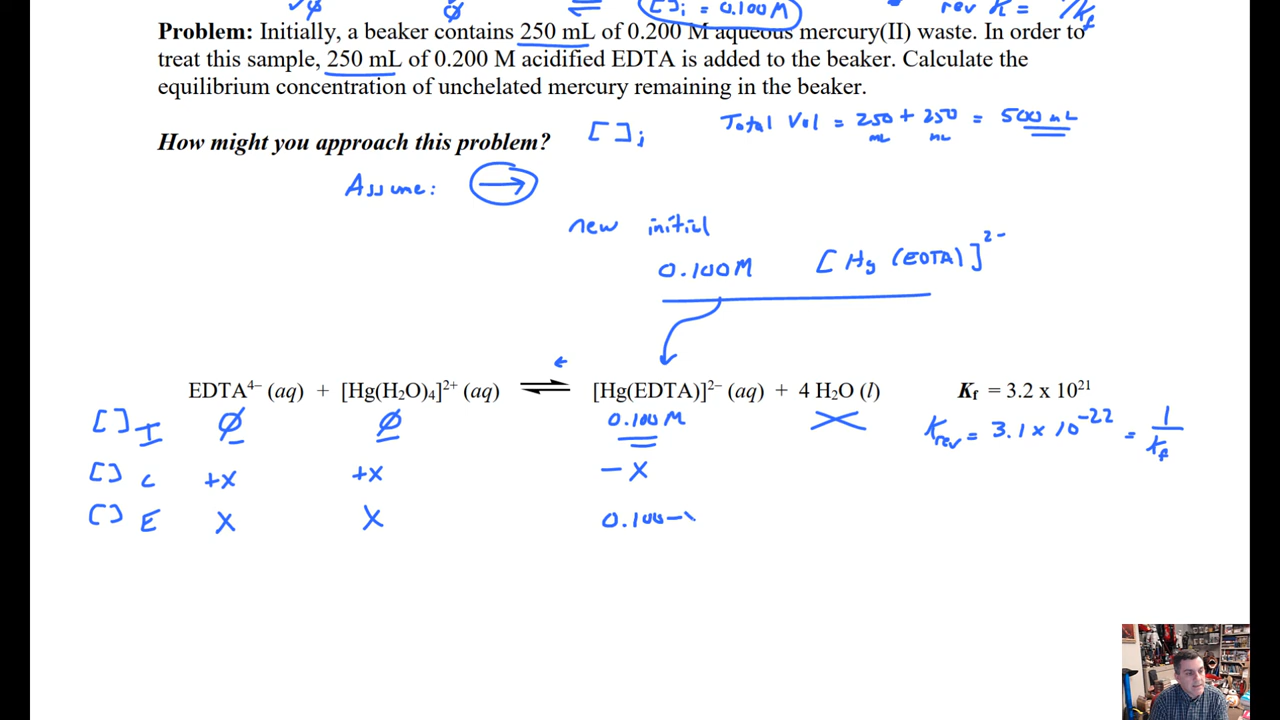 [ ]i = 0.100 M rev K = 1/Kf
Problem: Initially, a beaker contains 250 mL of 0.200 M aqueous mercury(II) waste. In order to
treat this sample, 250 mL of 0.200 M acidified EDTA is added to the beaker. Calculate the
equilibrium concentration of unchelated mercury remaining in the beaker.
How might you approach this problem? [ ]i Total Vol = 250 mL + 250 mL = 500 mL
Assume: →
new initial
0.100 M [Hg (EDTA)]²⁻
EDTA⁴⁻ (aq) + [Hg(H₂O)₄]²⁺ (aq) ⇌ [Hg(EDTA)]²⁻ (aq) + 4 H₂O (l) Kf = 3.2 x 10²¹
[ ] I ∅ ∅ 0.100 M Krev = 3.1 x 10⁻²² = 1/Kf
[ ] C +x +x - x
[ ] E x x 0.100-